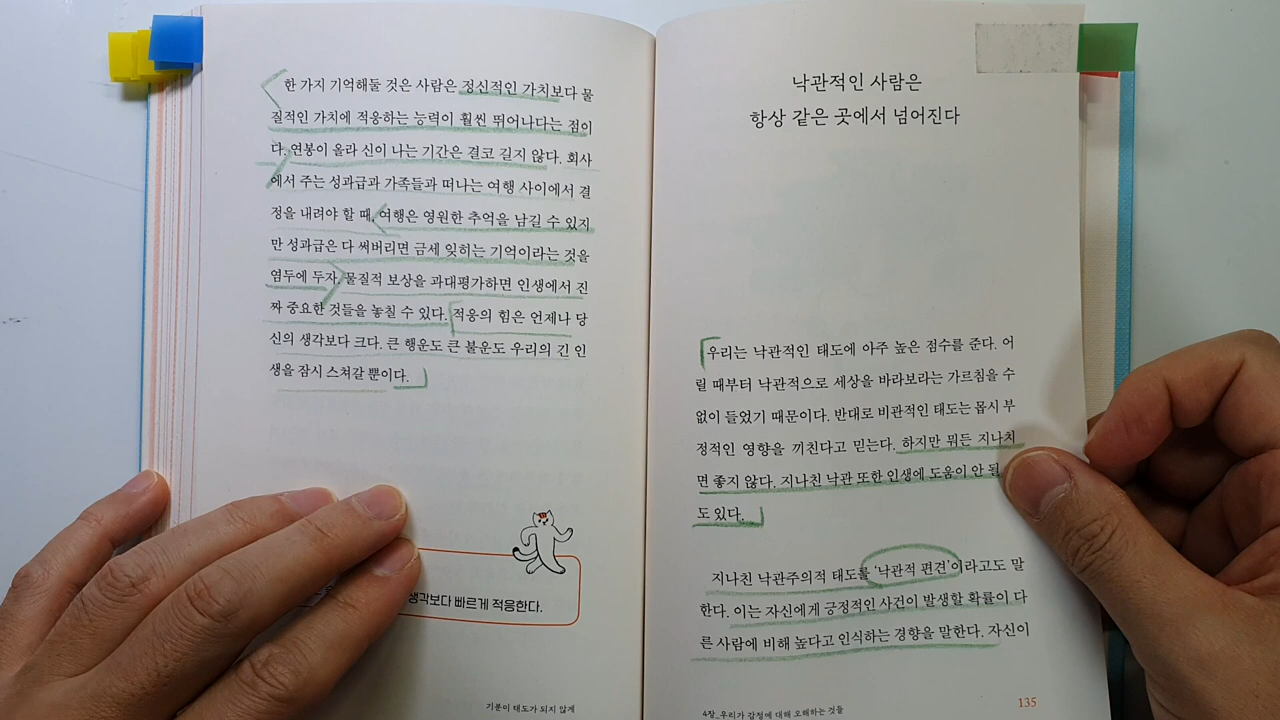 한 가지 기억해둘 것은 사람은 정신적인 가치보다 물
질적인 가치에 적응하는 능력이 훨씬 뛰어나다는 점이
다. 연봉이 올라 신이 나는 기간은 결코 길지 않다. 회사
에서 주는 성과급과 가족들과 떠나는 여행 사이에서 결
정을 내려야 할 때, 여행은 영원한 추억을 남길 수 있지
만 성과급은 다 써버리면 금세 잊히는 기억이라는 것을
염두에 두자. 물질적 보상을 과대평가하면 인생에서 진
짜 중요한 것들을 놓칠 수 있다. 적응의 힘은 언제나 당
신의 생각보다 크다. 큰 행운도 큰 불운도 우리의 긴 인
생을 잠시 스쳐갈 뿐이다.
생각보다 빠르게 적응한다.
기분이 태도가 되지 않게
낙관적인 사람은
항상 같은 곳에서 넘어진다
우리는 낙관적인 태도에 아주 높은 점수를 준다. 어
릴 때부터 낙관적으로 세상을 바라보라는 가르침을 수
없이 들었기 때문이다. 반대로 비관적인 태도는 몹시 부
정적인 영향을 끼친다고 믿는다. 하지만 뭐든 지나치
면 좋지 않다. 지나친 낙관 또한 인생에 도움이 안 될
도 있다.
지나친 낙관주의적 태도를 '낙관적 편견'이라고도 말
한다. 이는 자신에게 긍정적인 사건이 발생할 확률이 다
른 사람에 비해 높다고 인식하는 경향을 말한다. 자신이
4장_우리가 감정에 대해 오해하는 것들
135